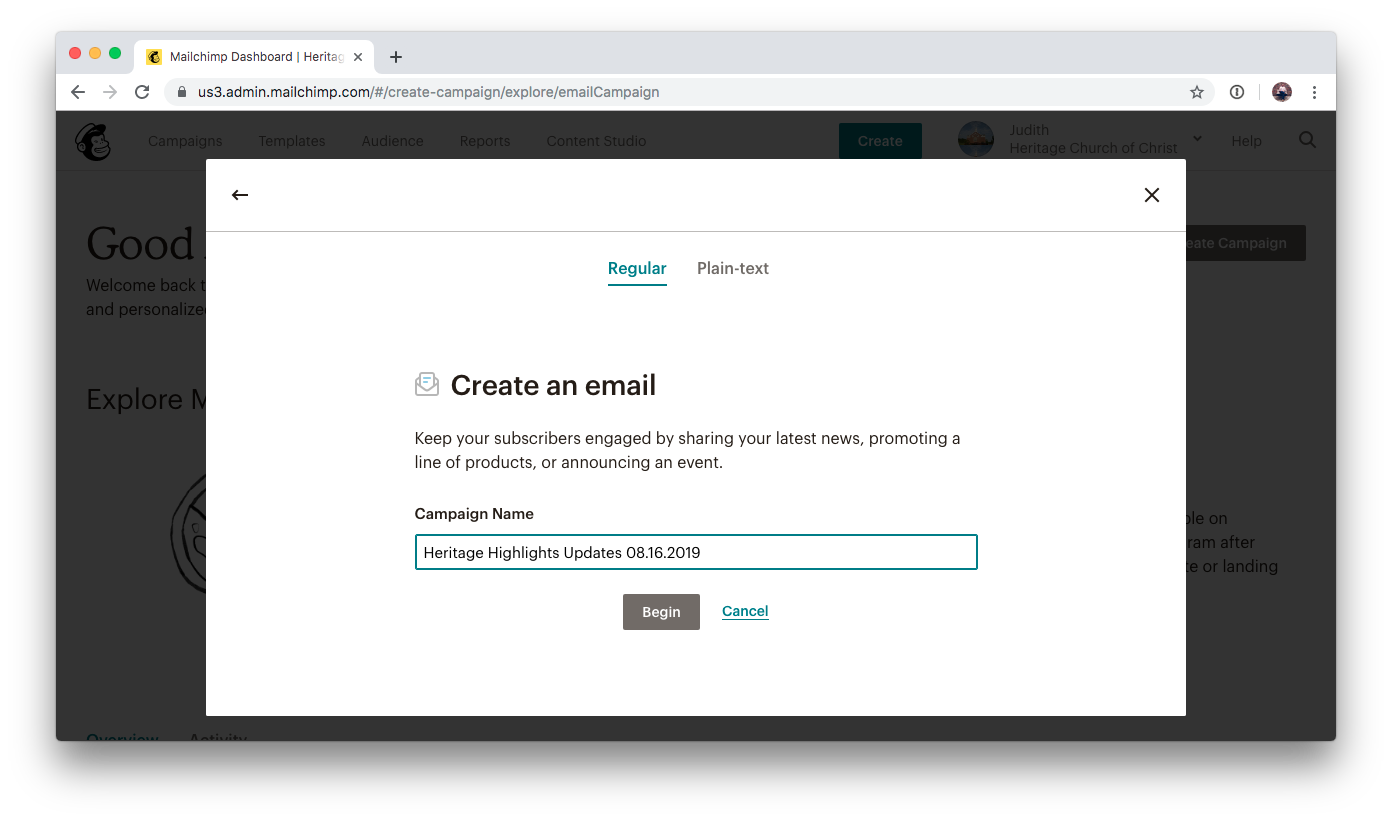 Mailchimp Dashboard | Heritag
us3.admin.mailchimp.com/#/create-campaign/explore/emailCampaign
Campaigns Templates Audience Reports Content Studio Create Judith Help
Heritage Church of Christ
Good
eate Campaign
Welcome back t
and personalized
Regular Plain-text
Explore M
Create an email
Keep your subscribers engaged by sharing your latest news, promoting a
line of products, or announcing an event.
Campaign Name
Heritage Highlights Updates 08.16.2019
ble on
ram after
te or landing
Begin Cancel
Overview Activity